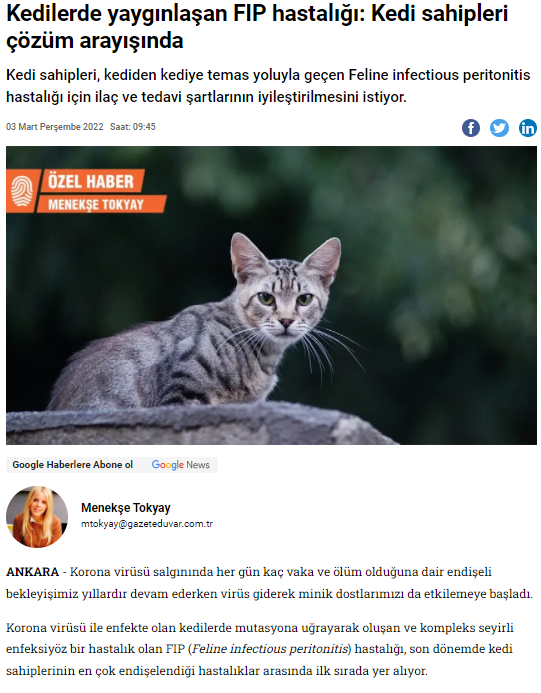 Kedilerde yaygınlaşan FIP hastalığı: Kedi sahipleri
çözüm arayışında
Kedi sahipleri, kediden kediye temas yoluyla geçen Feline infectious peritonitis
hastalığı için ilaç ve tedavi şartlarının iyileştirilmesini istiyor.
03 Mart Perşembe 2022 Saat: 09:45
ÖZEL HABER
MENEKŞE TOKYAY
Google Haberlere Abone ol Google News
Menekşe Tokyay
mtokyay@gazeteduvar.com.tr
ANKARA - Korona virüsü salgınında her gün kaç vaka ve ölüm olduğuna dair endişeli
bekleyişimiz yıllardır devam ederken virüs giderek minik dostlarımızı da etkilemeye başladı.
Korona virüsü ile enfekte olan kedilerde mutasyona uğrayarak oluşan ve kompleks seyirli
enfeksiyöz bir hastalık olan FIP (Feline infectious peritonitis) hastalığı, son dönemde kedi
sahiplerinin en çok endişelendiği hastalıklar arasında ilk sırada yer alıyor.